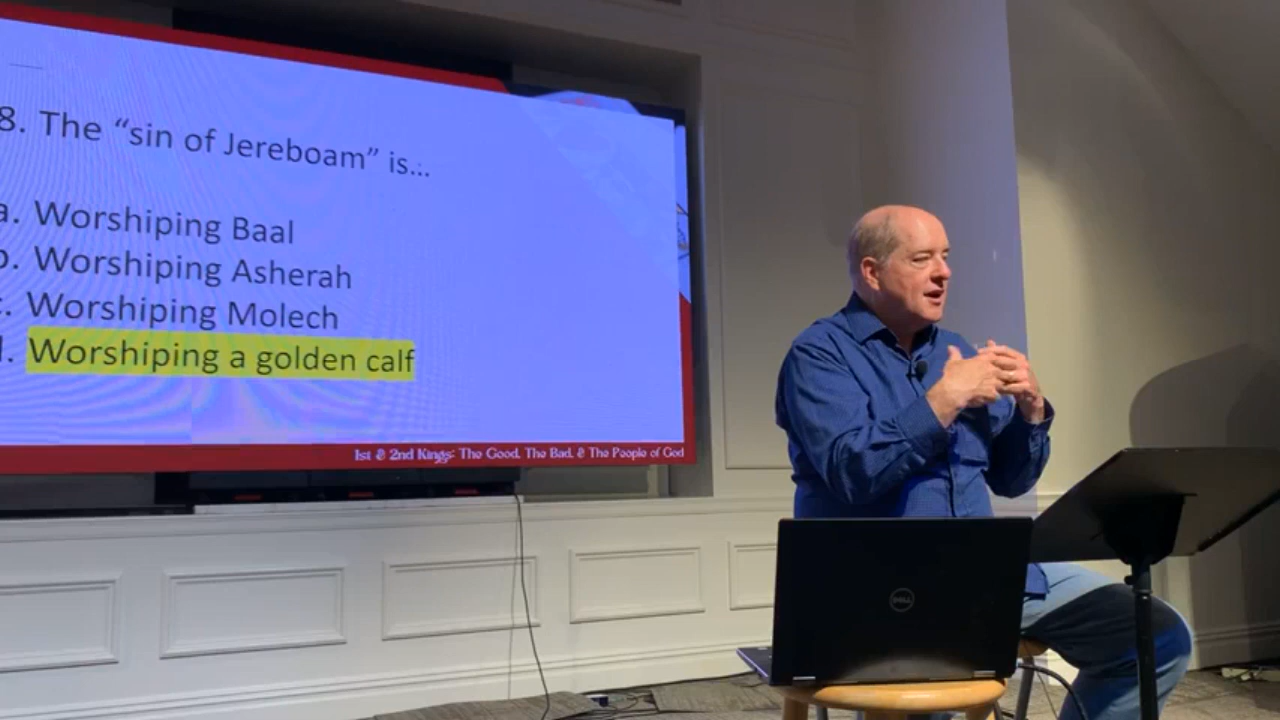 8. The “sin of Jereboam” is...
a. Worshiping Baal
b. Worshiping Asherah
c. Worshiping Molech
d. Worshiping a golden calf
1st & 2nd Kings: The Good, The Bad, & The People of God
DELL